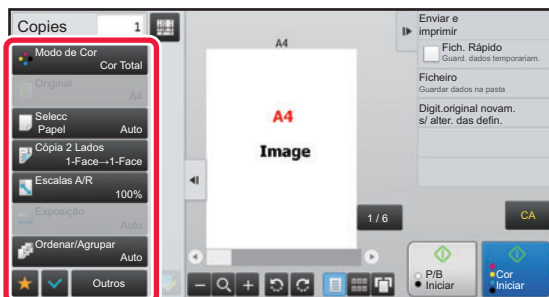 Copies 1
Modo de Cor
Cor Total
Original
A4
Selecc
Papel Auto
Cópia 2 Lados
1-Face→1-Face
Escalas A/R
100%
Exposição
Auto
Ordenar/Agrupar
Auto
Outros
A4
A4
Image
1 / 6
Enviar e
imprimir
Fich. Rápido
Guard. dados temporariam.
Ficheiro
Guardar dados na pasta
Digit.original novam.
s/ alter. das defin.
CA
P/B
Iniciar
Cor
Iniciar